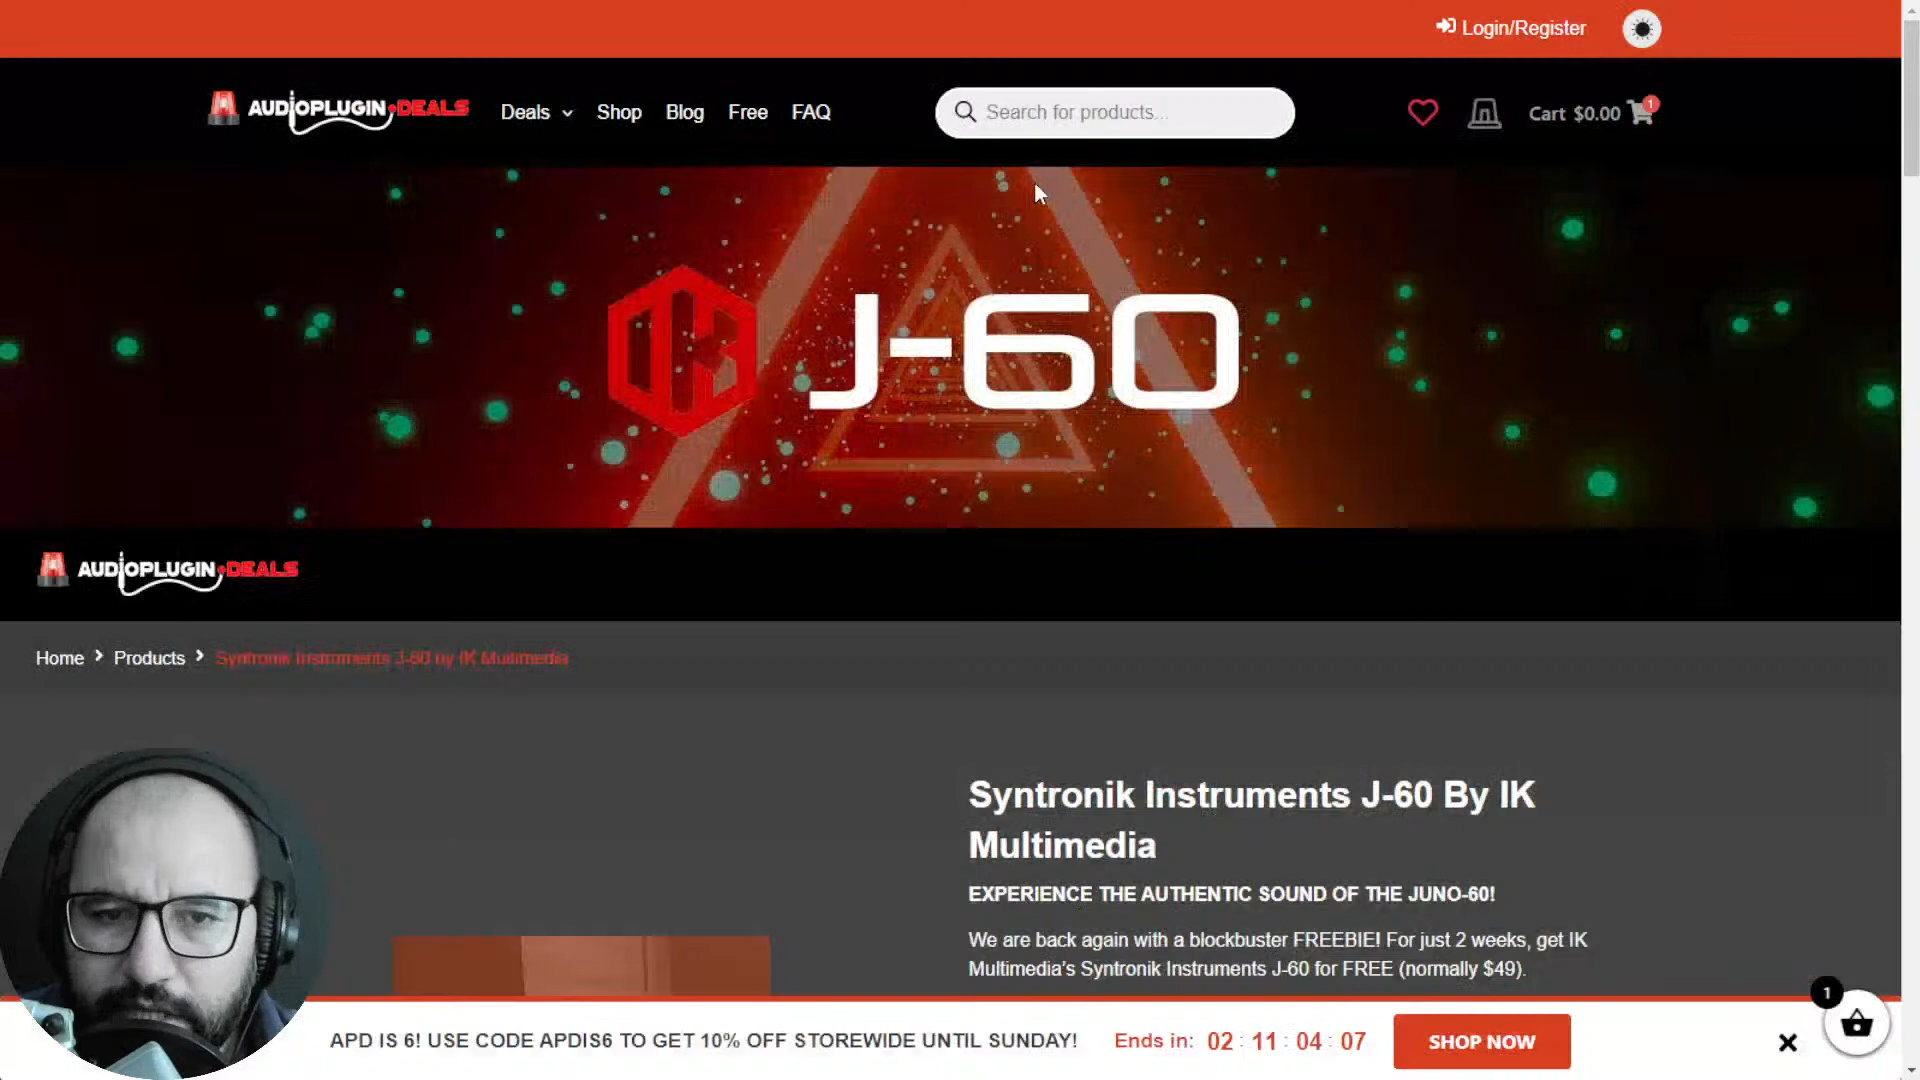 Login/Register
AUDIOPLUGIN.DEALS
Deals
Shop
Blog
Free
FAQ
Search for products...
Cart $0.00
1
J-60
AUDIOPLUGIN.DEALS
Home > Products > Syntronik Instruments J-60 by IK Multimedia
Syntronik Instruments J-60 By IK
Multimedia
EXPERIENCE THE AUTHENTIC SOUND OF THE JUNO-60!
We are back again with a blockbuster FREEBIE! For just 2 weeks, get IK
Multimedia's Syntronik Instruments J-60 for FREE (normally $49).
1
APD IS 6! USE CODE APDIS6 TO GET 10% OFF STOREWIDE UNTIL SUNDAY!
Ends in: 02 : 11 : 04 : 07
SHOP NOW